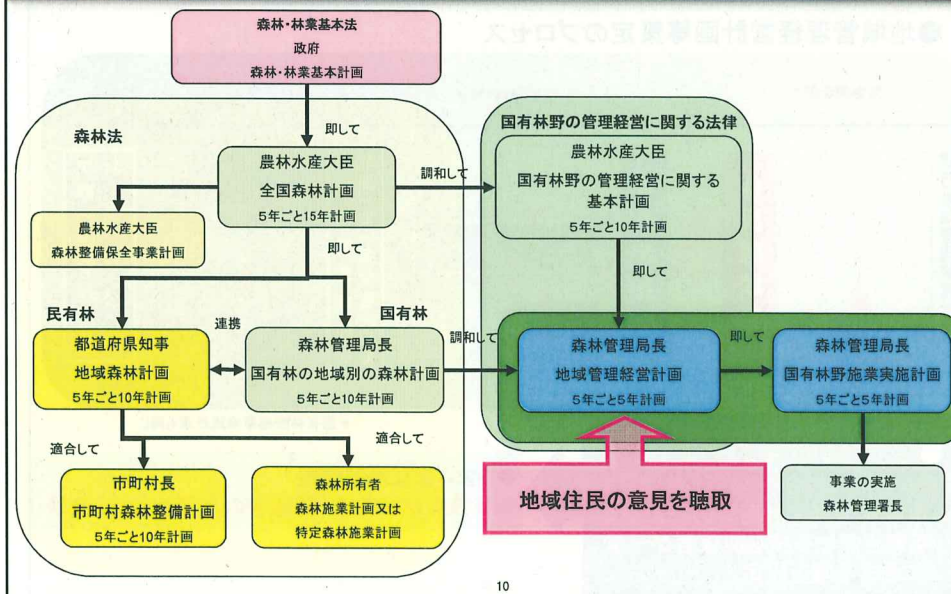 森林・林業基本法
政府
森林・林業基本計画
即して
森林法
農林水産大臣
全国森林計画
5年ごと15年計画
調和して
国有林野の管理経営に関する法律
農林水産大臣
国有林野の管理経営に関する
基本計画
5年ごと10年計画
農林水産大臣
森林整備保全事業計画
即して
即して
民有林
国有林
都道府県知事
地域森林計画
5年ごと10年計画
連携
森林管理局長
国有林の地域別の森林計画
5年ごと10年計画
調和して
森林管理局長
地域管理経営計画
5年ごと5年計画
即して
森林管理局長
国有林野施業実施計画
5年ごと5年計画
適合して
適合して
市町村長
市町村森林整備計画
5年ごと10年計画
森林所有者
森林施業計画又は
特定森林施業計画
地域住民の意見を聴取
事業の実施
森林管理署長
10